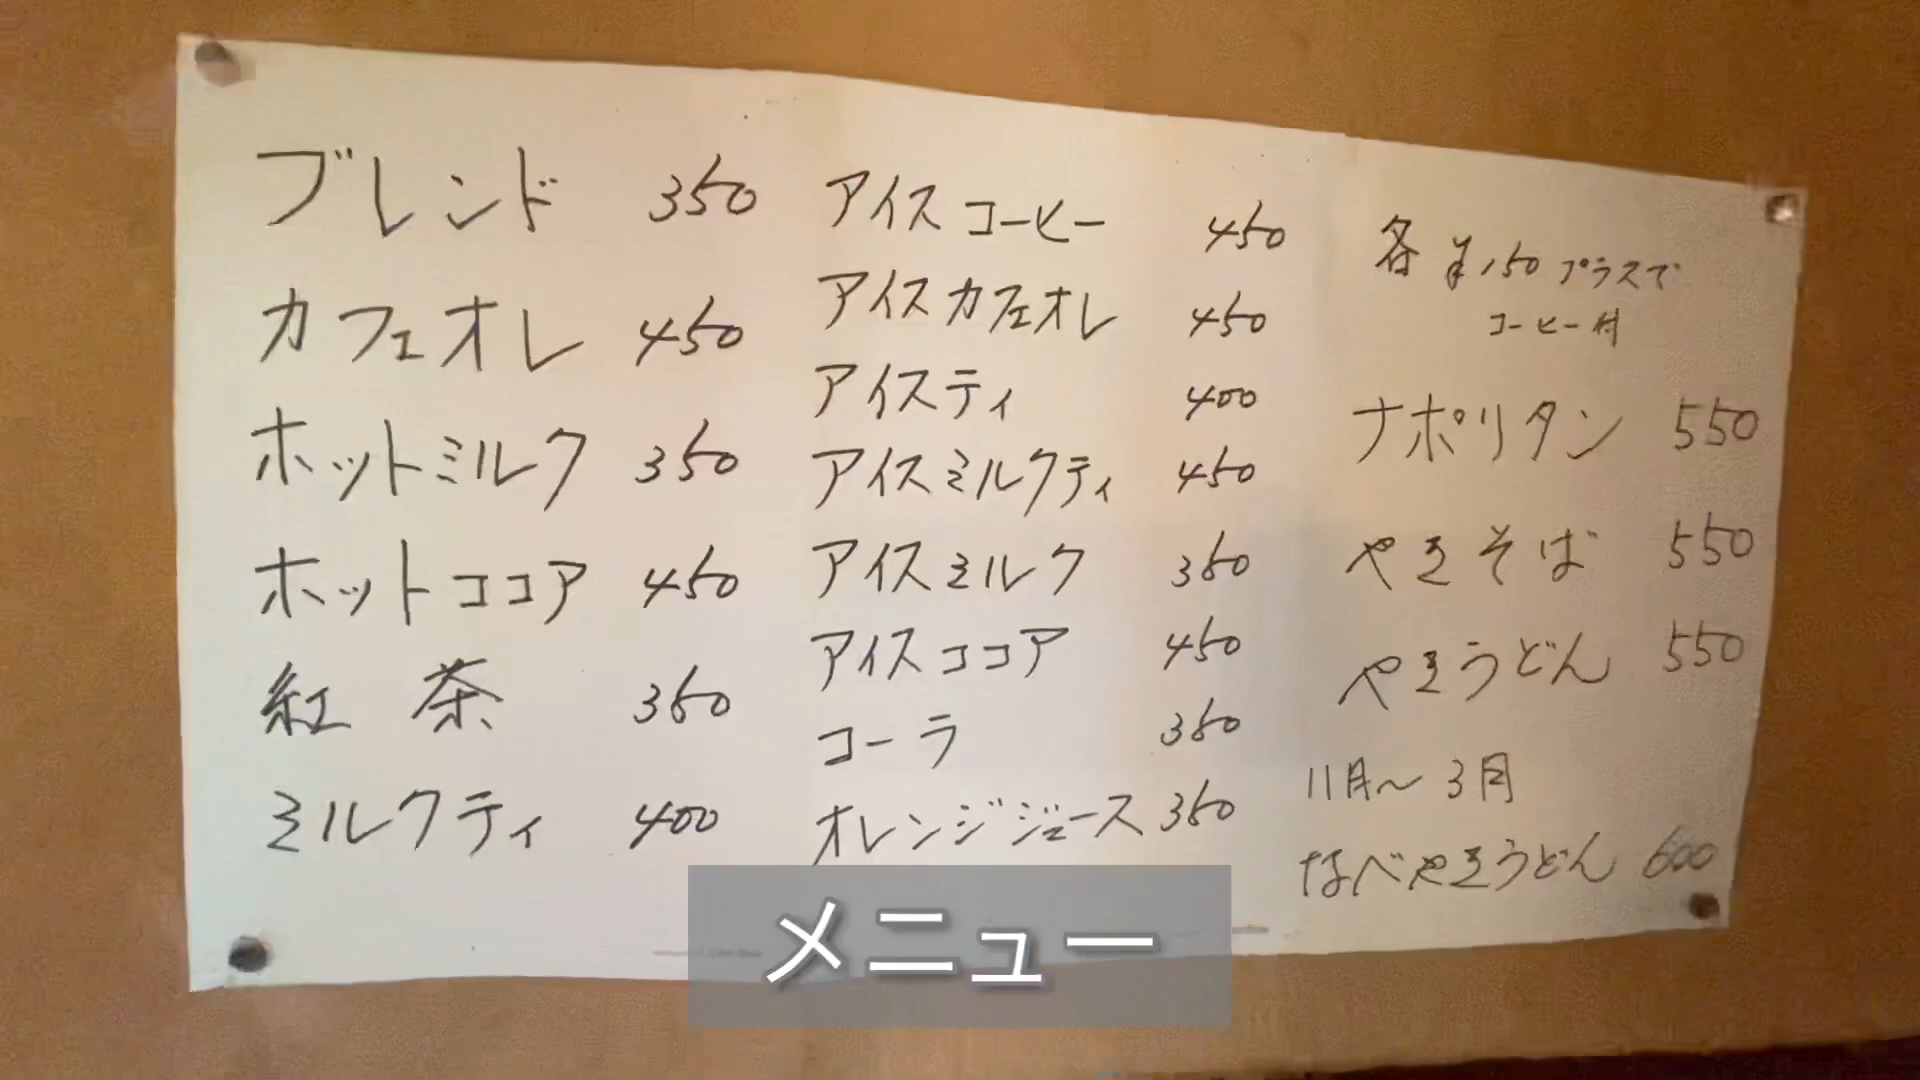 ブレンド 350
カフェオレ 450
ホットミルク 350
ホットココア 450
紅茶 350
ミルクティ 400
アイスコーヒー 450
アイスカフェオレ 450
アイスティ 400
アイスミルクティ 450
アイスミルク 350
アイスココア 450
コーラ 350
オレンジジュース 350
各¥150プラスで
コーヒー付
ナポリタン 550
やきそば 550
やきうどん 550
11月〜3月
なべやきうどん 600
メニュー